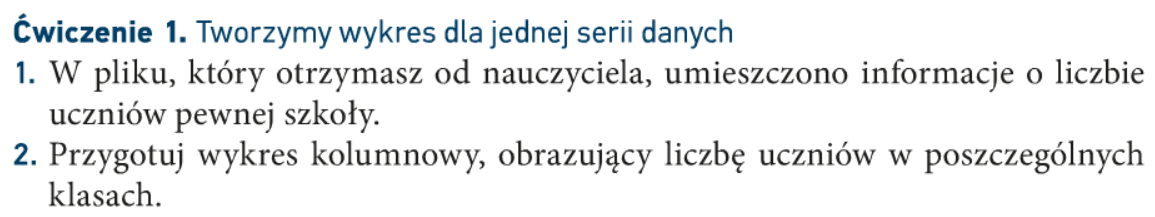 Ćwiczenie 1. Tworzymy wykres dla jednej serii danych
1. W pliku, który otrzymasz od nauczyciela, umieszczono informacje o liczbie
uczniów pewnej szkoły.
2. Przygotuj wykres kolumnowy, obrazujący liczbę uczniów w poszczególnych
klasach.